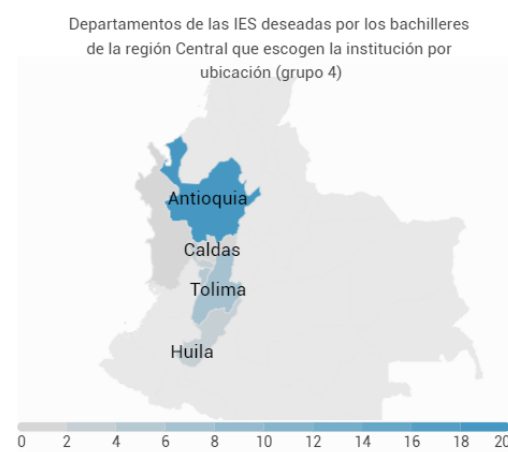 Departamentos de las IES deseadas por los bachilleres
de la región Central que escogen la institución por
ubicación (grupo 4)
Antioquia
Caldas
Tolima
Huila
0 2 4 6 8 10 12 14 16 18 20